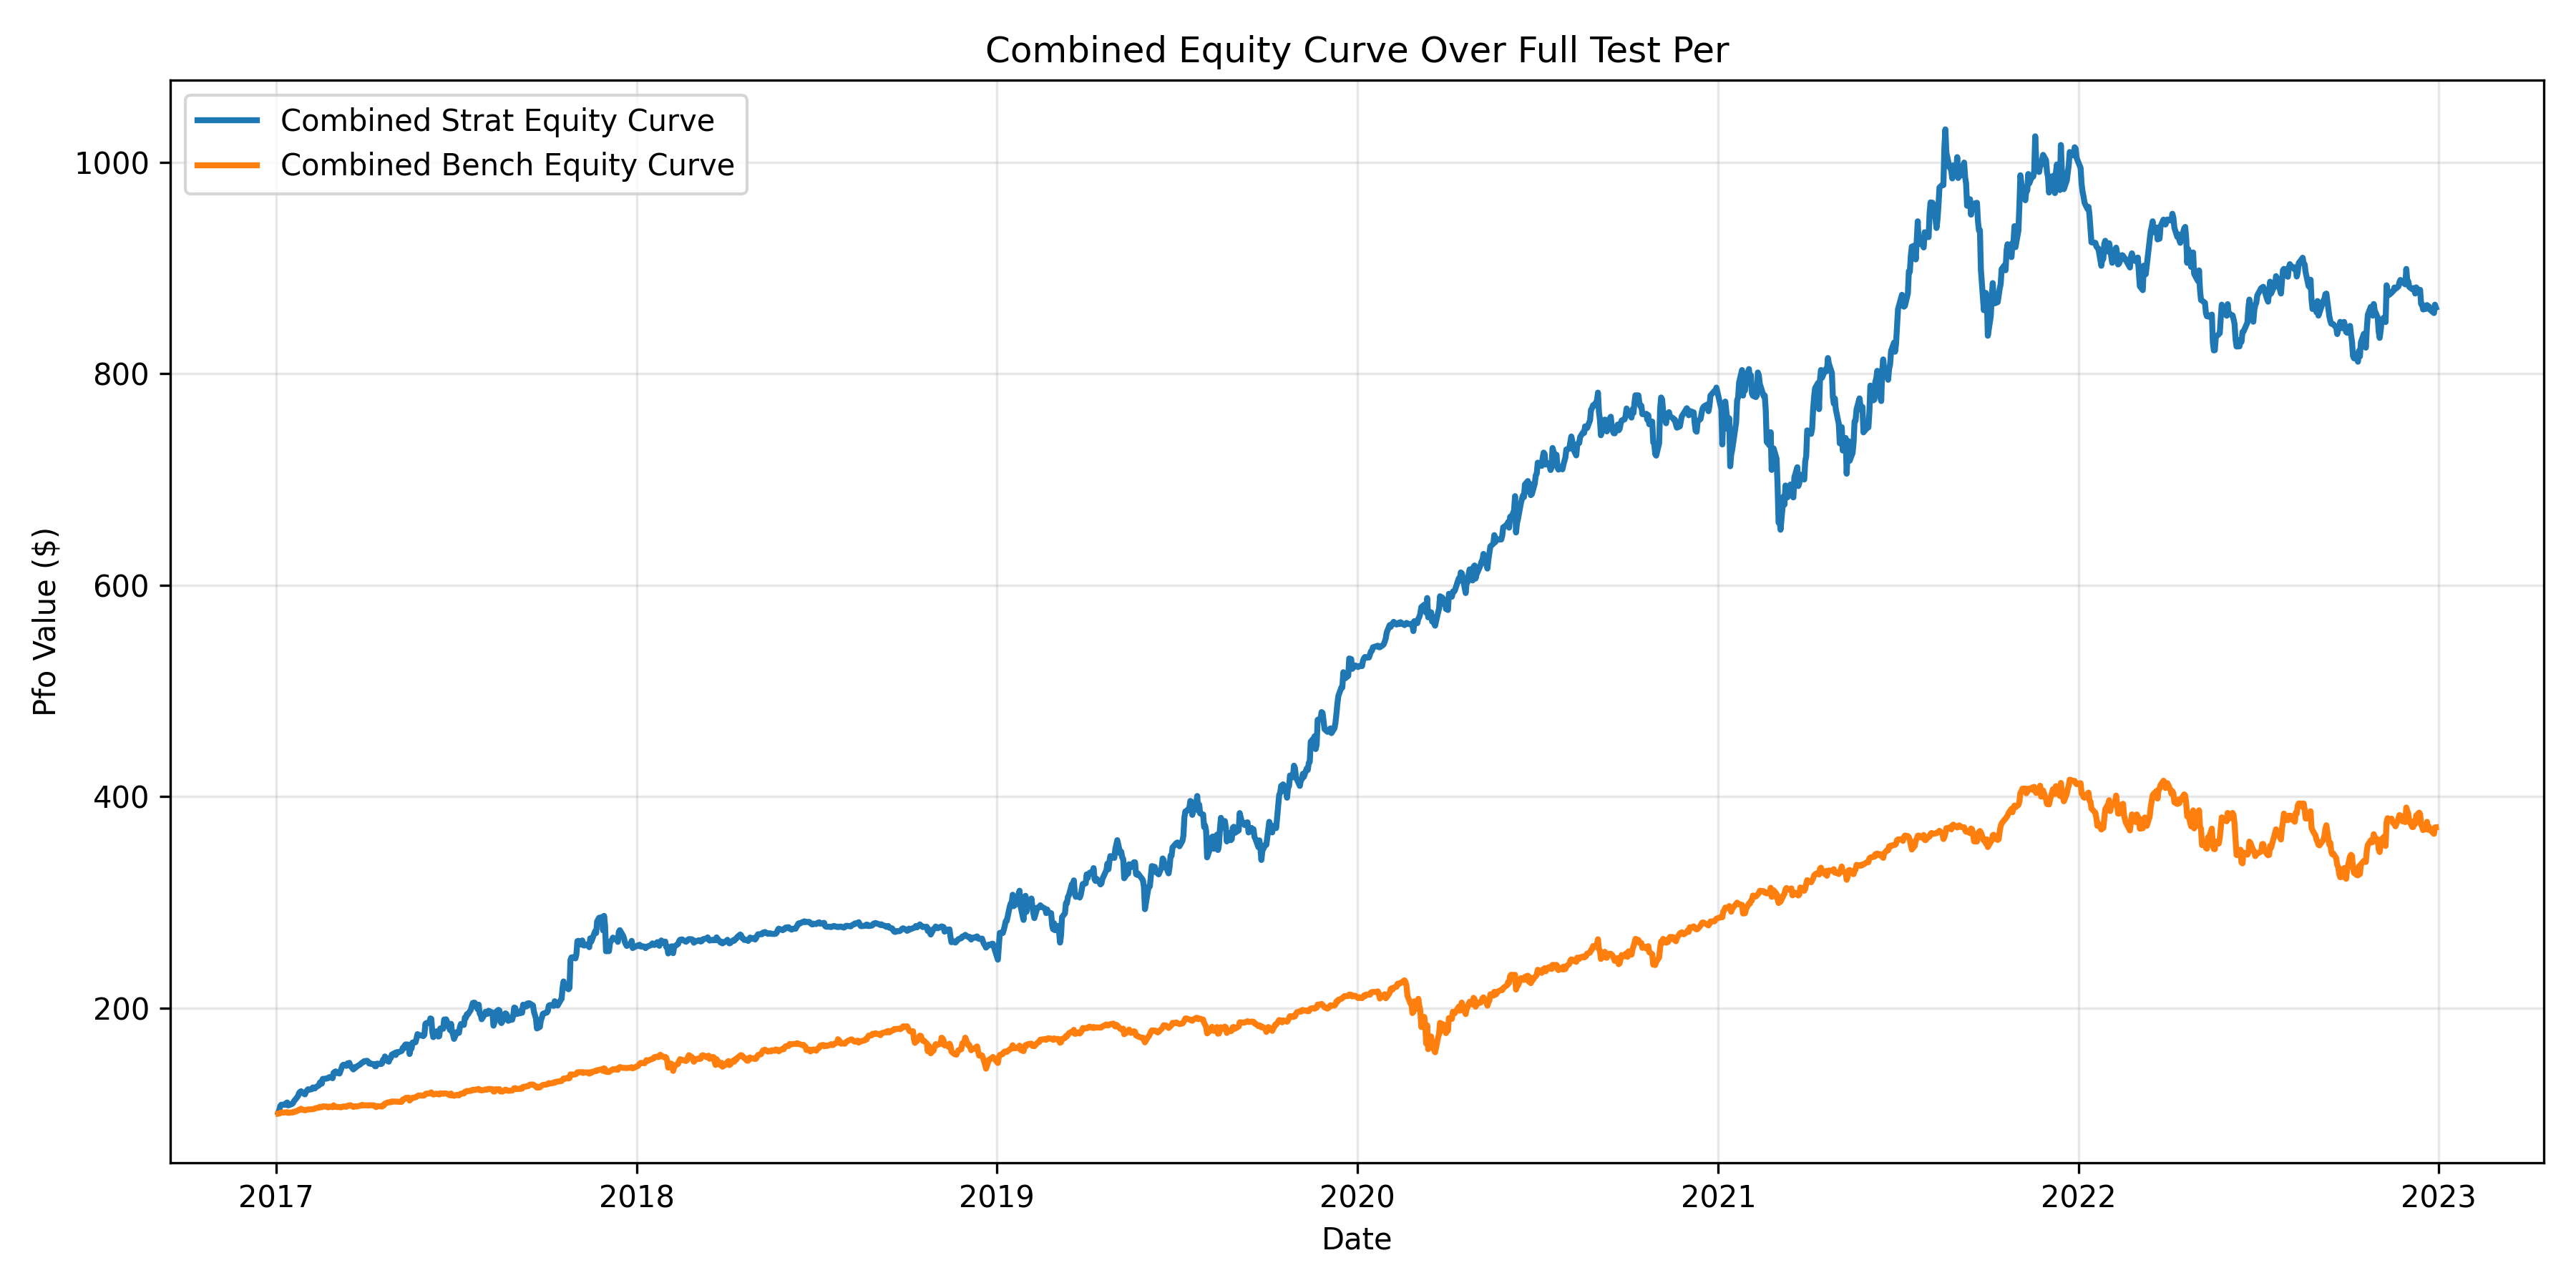 Combined Equity Curve Over Full Test Per
Combined Strat Equity Curve
Combined Bench Equity Curve
Pfo Value ($)
1000
800
600
400
200
2017 2018 2019 2020 2021 2022 2023
Date